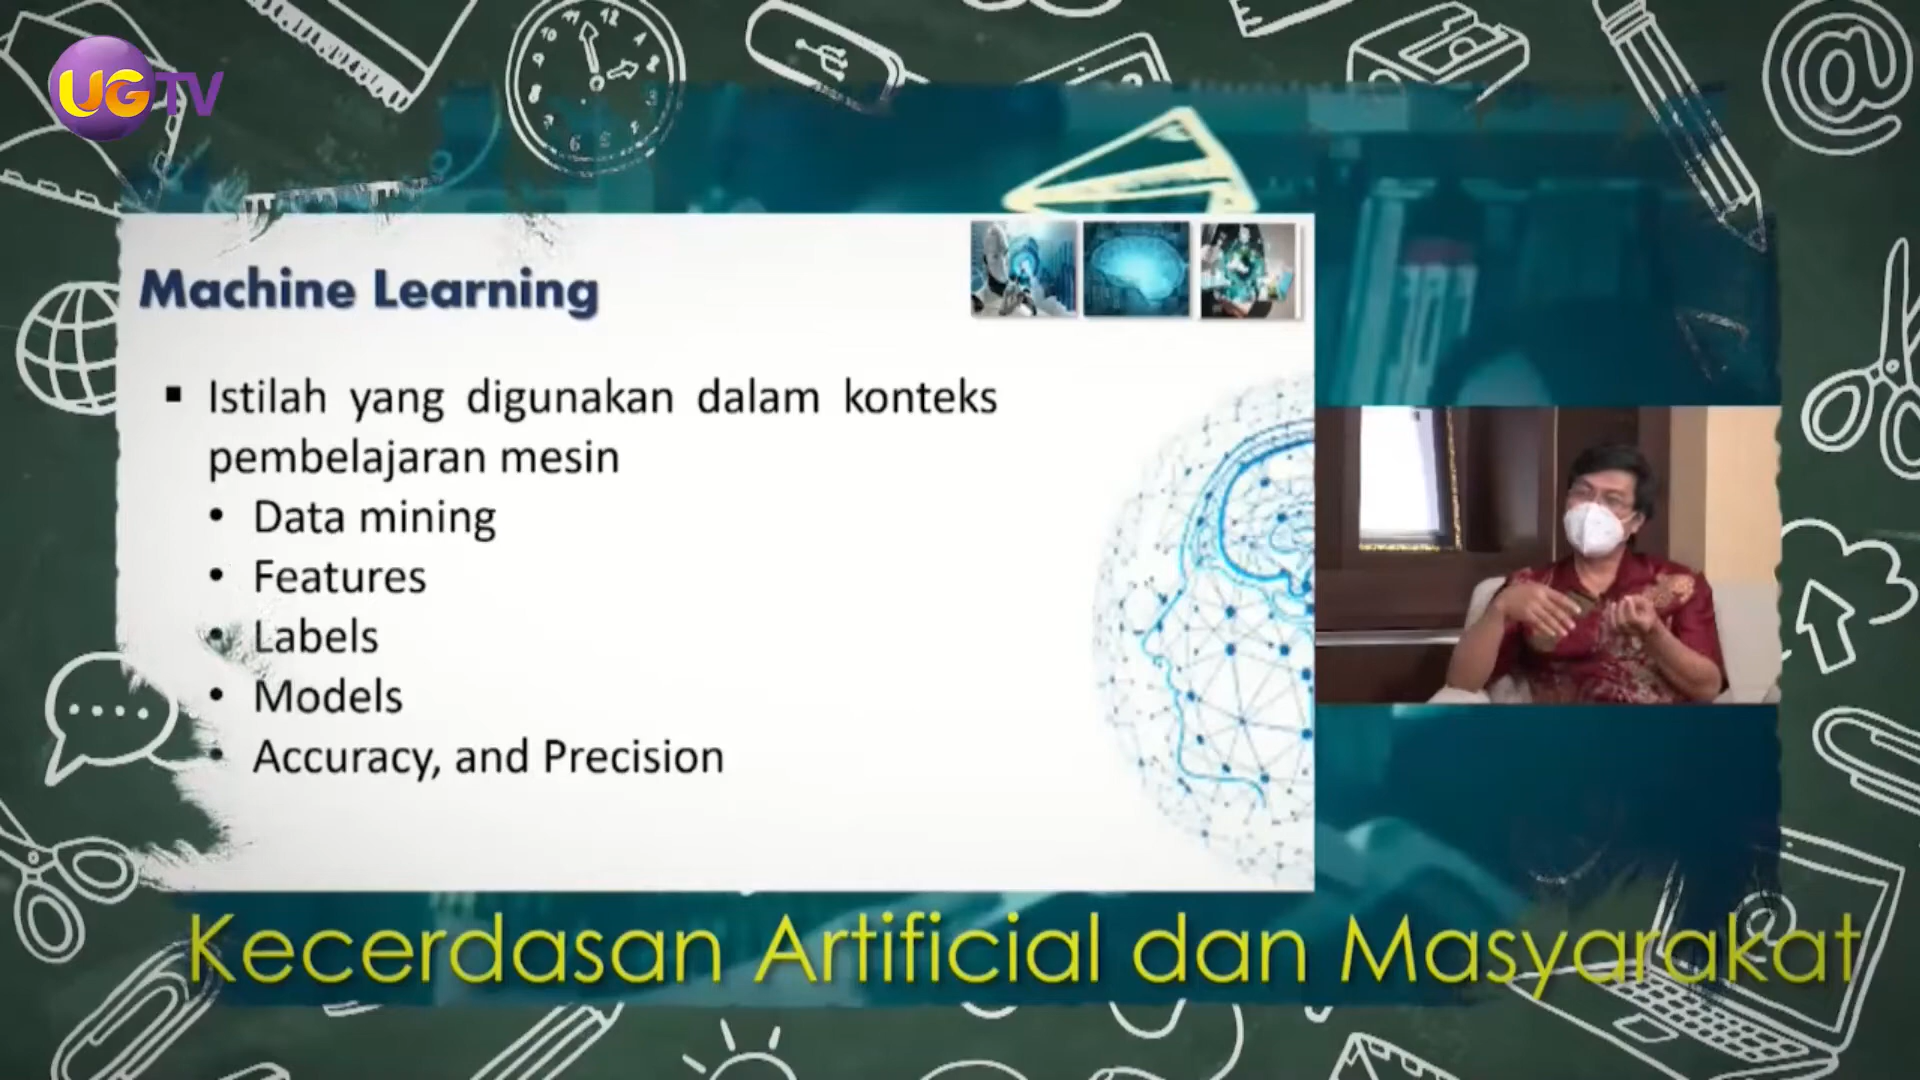 UGTV
Machine Learning
Istilah yang digunakan dalam konteks
pembelajaran mesin
Data mining
Features
Labels
Models
Accuracy, and Precision
Kecerdasan Artificial dan Masyarakat